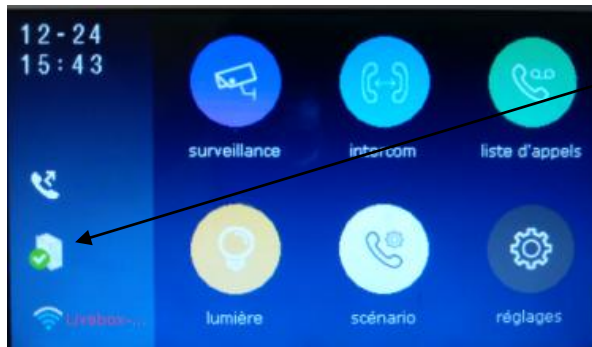 12-24
15:43
surveillance
intercom
liste d'appels
Livebox-...
lumière
scénario
réglages